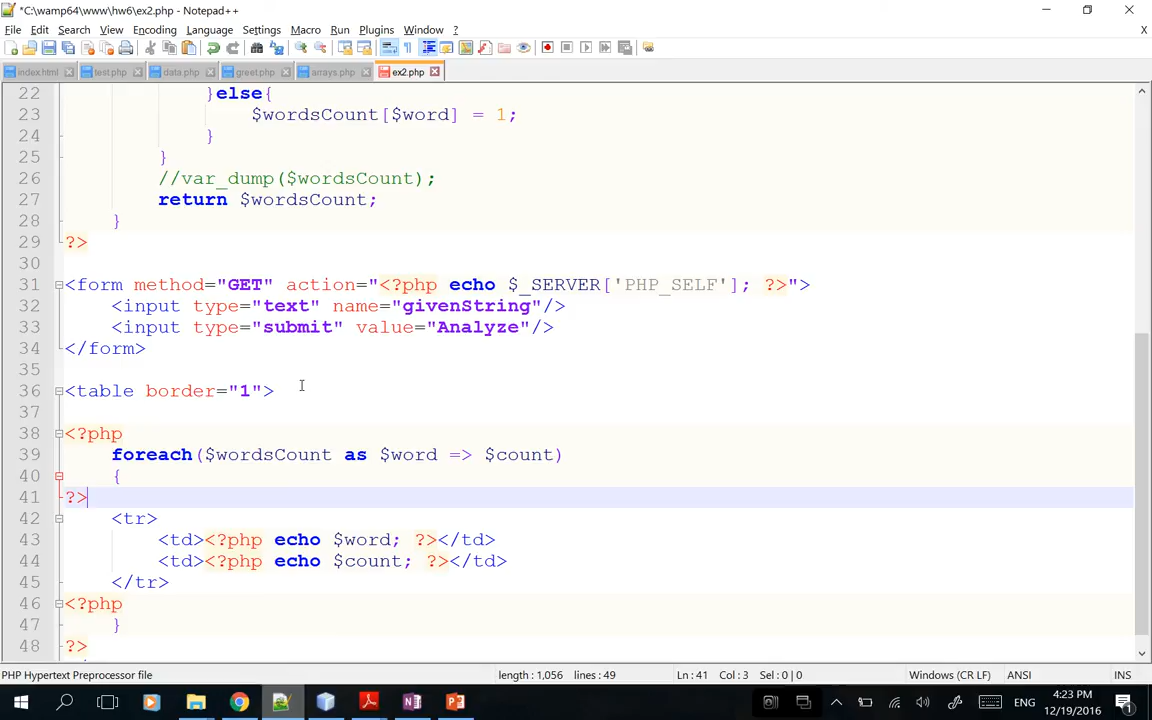 *C:\wamp64\www\hw6\ex2.php - Notepad++
File Edit Search View Encoding Language Settings Macro Run Plugins Window ? X
index.html test.php data.php greet.php arrays.php ex2.php
22 }else{
23 $wordsCount[$word] = 1;
24 }
25 }
26 //var_dump($wordsCount);
27 return $wordsCount;
28 }
29 ?>
30
31 <form method="GET" action="<?php echo $_SERVER['PHP_SELF']; ?>">
32 <input type="text" name="givenString"/>
33 <input type="submit" value="Analyze"/>
34 </form>
35
36 <table border="1">
37
38 <?php
39 foreach($wordsCount as $word => $count)
40 {
41 ?>
42 <tr>
43 <td><?php echo $word; ?></td>
44 <td><?php echo $count; ?></td>
45 </tr>
46 <?php
47 }
48 ?>
PHP Hypertext Preprocessor file length : 1,056 lines : 49 Ln : 41 Col : 3 Sel : 0 | 0 Windows (CR LF) ANSI INS
ENG 4:23 PM
12/19/2016